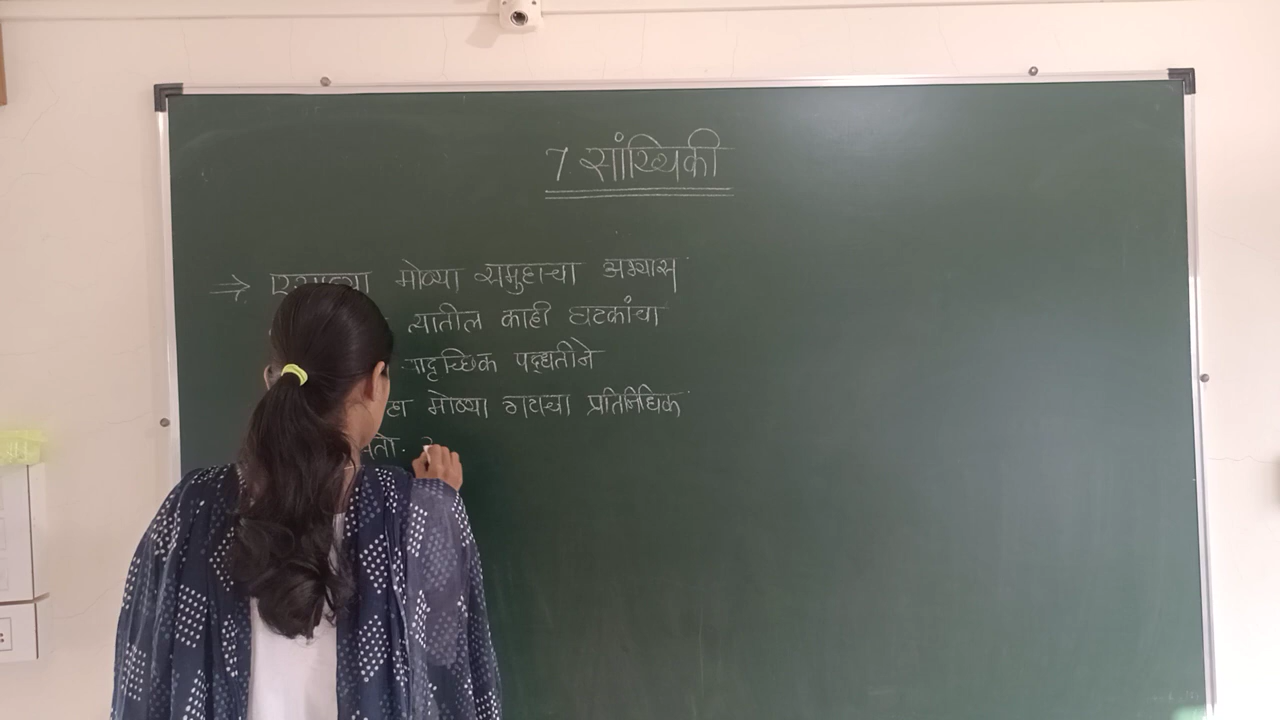 7. सांख्यिकी
→ एखाद्या मोठ्या समुहाचा अभ्यास
त्यातील काही घटकांचा
यादृच्छिक पद्धतीने
मोठ्या गटाचा प्रतिनिधिक